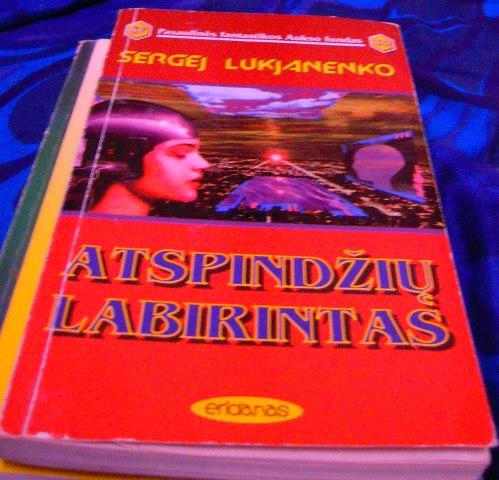 Pasaulinės fantastikos Aukso fondas
SERGEJ LUKJANENKO
ATSPINDŽIŲ
LABIRINTAS
eridanas